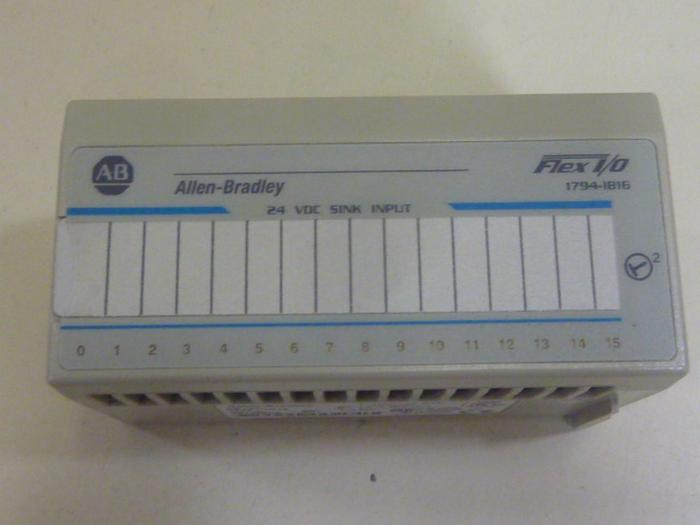 AB
Allen-Bradley
Flex I/O
1794-IB16
24 VDC SINK INPUT
2
0 1 2 3 4 5 6 7 8 9 10 11 12 13 14 15